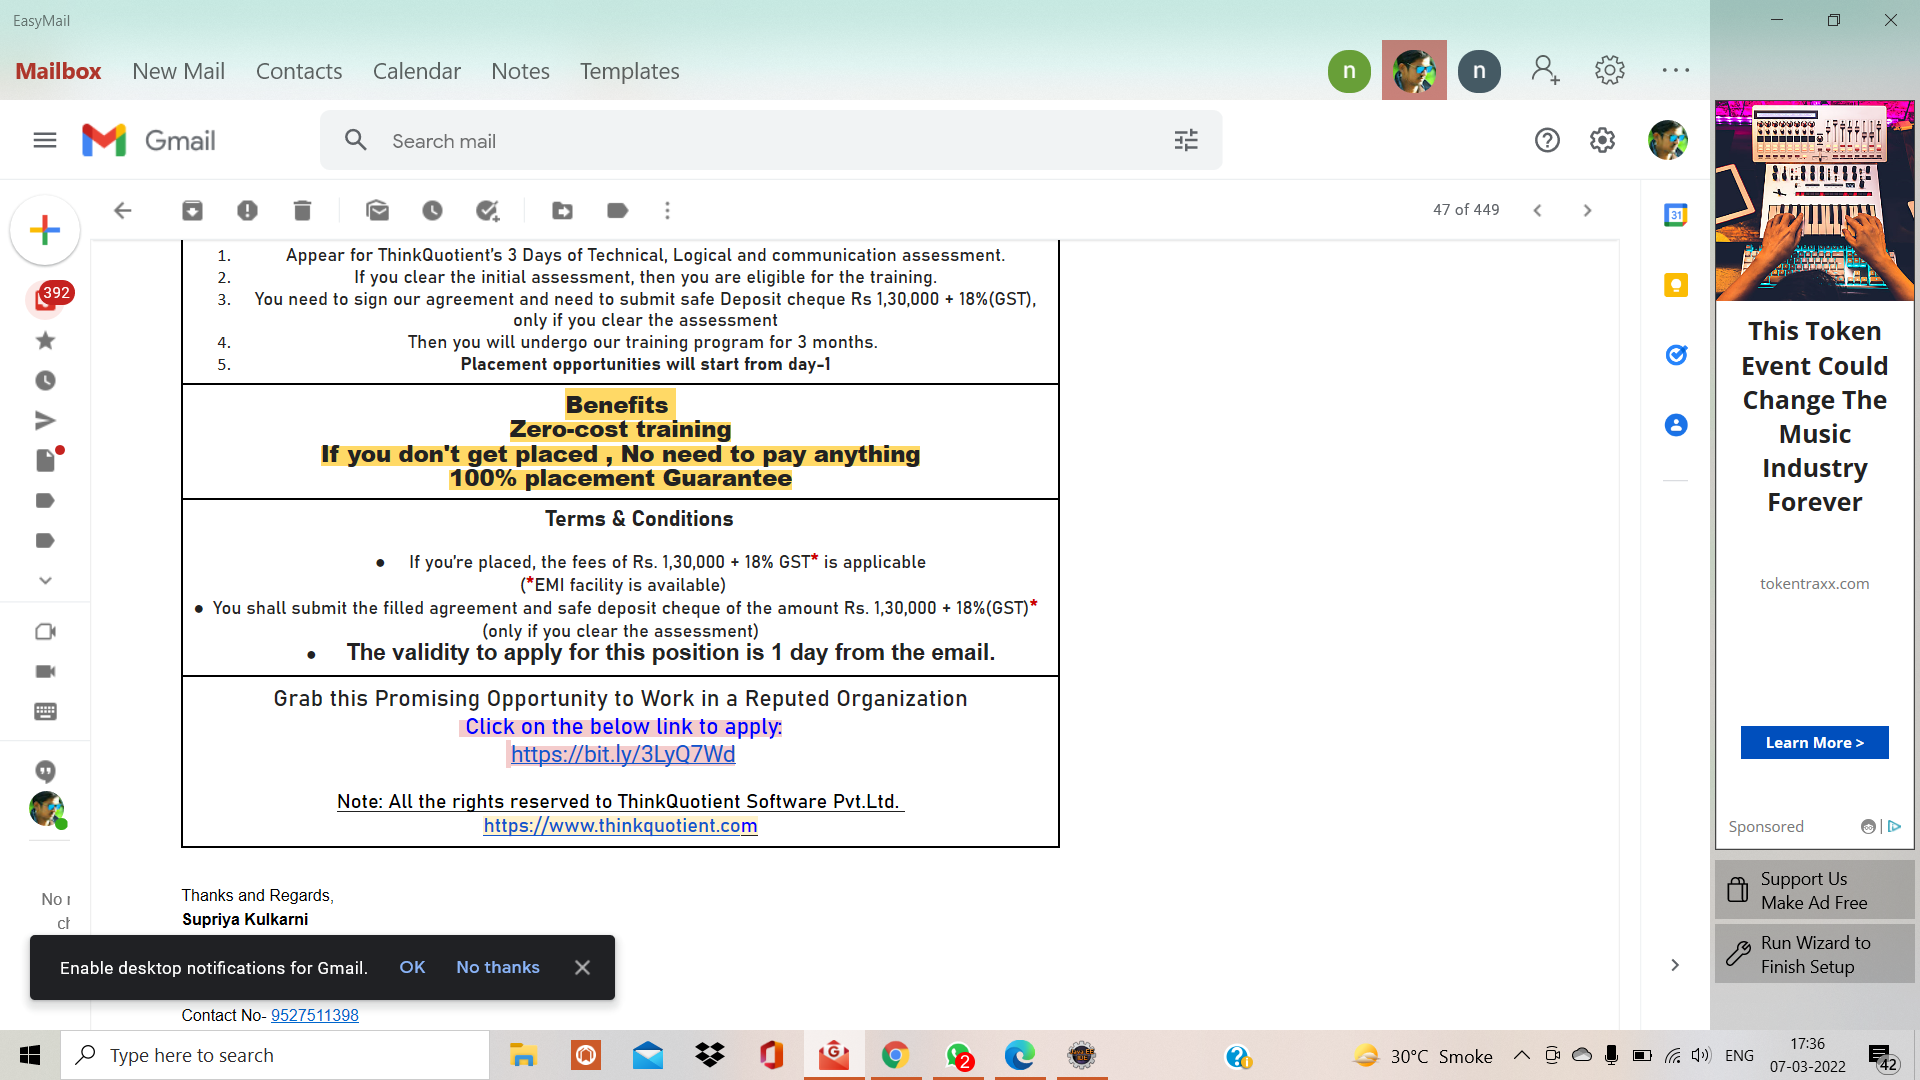 EasyMail
Mailbox New Mail Contacts Calendar Notes Templates
n n
Gmail
Search mail
47 of 449
392
1. Appear for ThinkQuotient's 3 Days of Technical, Logical and communication assessment.
2. If you clear the initial assessment, then you are eligible for the training.
3. You need to sign our agreement and need to submit safe Deposit cheque Rs 1,30,000 + 18%(GST),
only if you clear the assessment
4. Then you will undergo our training program for 3 months.
5. Placement opportunities will start from day-1
Benefits
Zero-cost training
If you don't get placed , No need to pay anything
100% placement Guarantee
Terms & Conditions
● If you're placed, the fees of Rs. 1,30,000 + 18% GST* is applicable
(*EMI facility is available)
● You shall submit the filled agreement and safe deposit cheque of the amount Rs. 1,30,000 + 18%(GST)*
(only if you clear the assessment)
● The validity to apply for this position is 1 day from the email.
Grab this Promising Opportunity to Work in a Reputed Organization
Click on the below link to apply:
https://bit.ly/3LyQ7Wd
Note: All the rights reserved to ThinkQuotient Software Pvt.Ltd.
https://www.thinkquotient.com
Thanks and Regards,
Supriya Kulkarni
Contact No- 9527511398
No
Enable desktop notifications for Gmail. OK No thanks
31
This Token
Event Could
Change The
Music
Industry
Forever
tokentraxx.com
Learn More >
Sponsored
Support Us
Make Ad Free
Run Wizard to
Finish Setup
Type here to search
2
30°C Smoke
ENG
17:36
07-03-2022
42